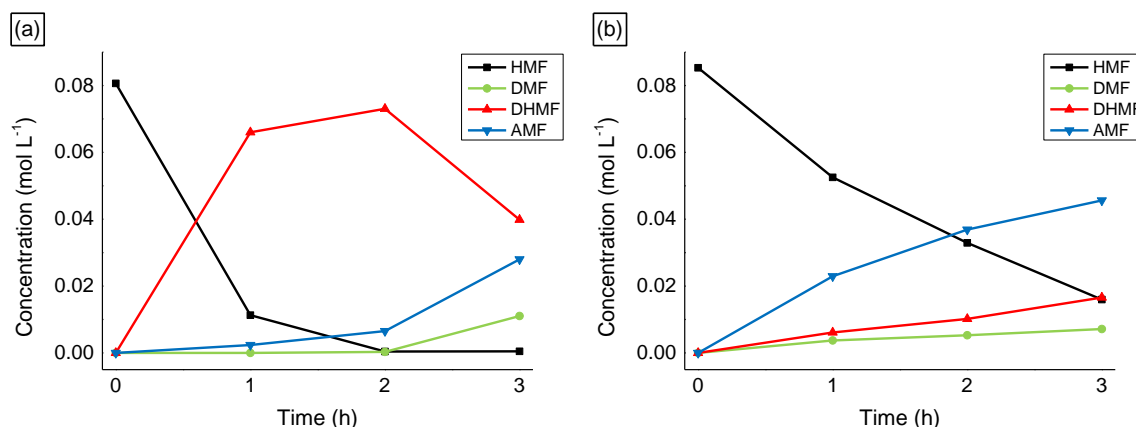 (a)
HMF
DMF
DHMF
AMF
0.08
0.06
0.04
0.02
0.00
Concentration (mol L⁻¹)
0 1 2 3
Time (h)
(b)
HMF
DMF
DHMF
AMF
0.08
0.06
0.04
0.02
0.00
Concentration (mol L⁻¹)
0 1 2 3
Time (h)